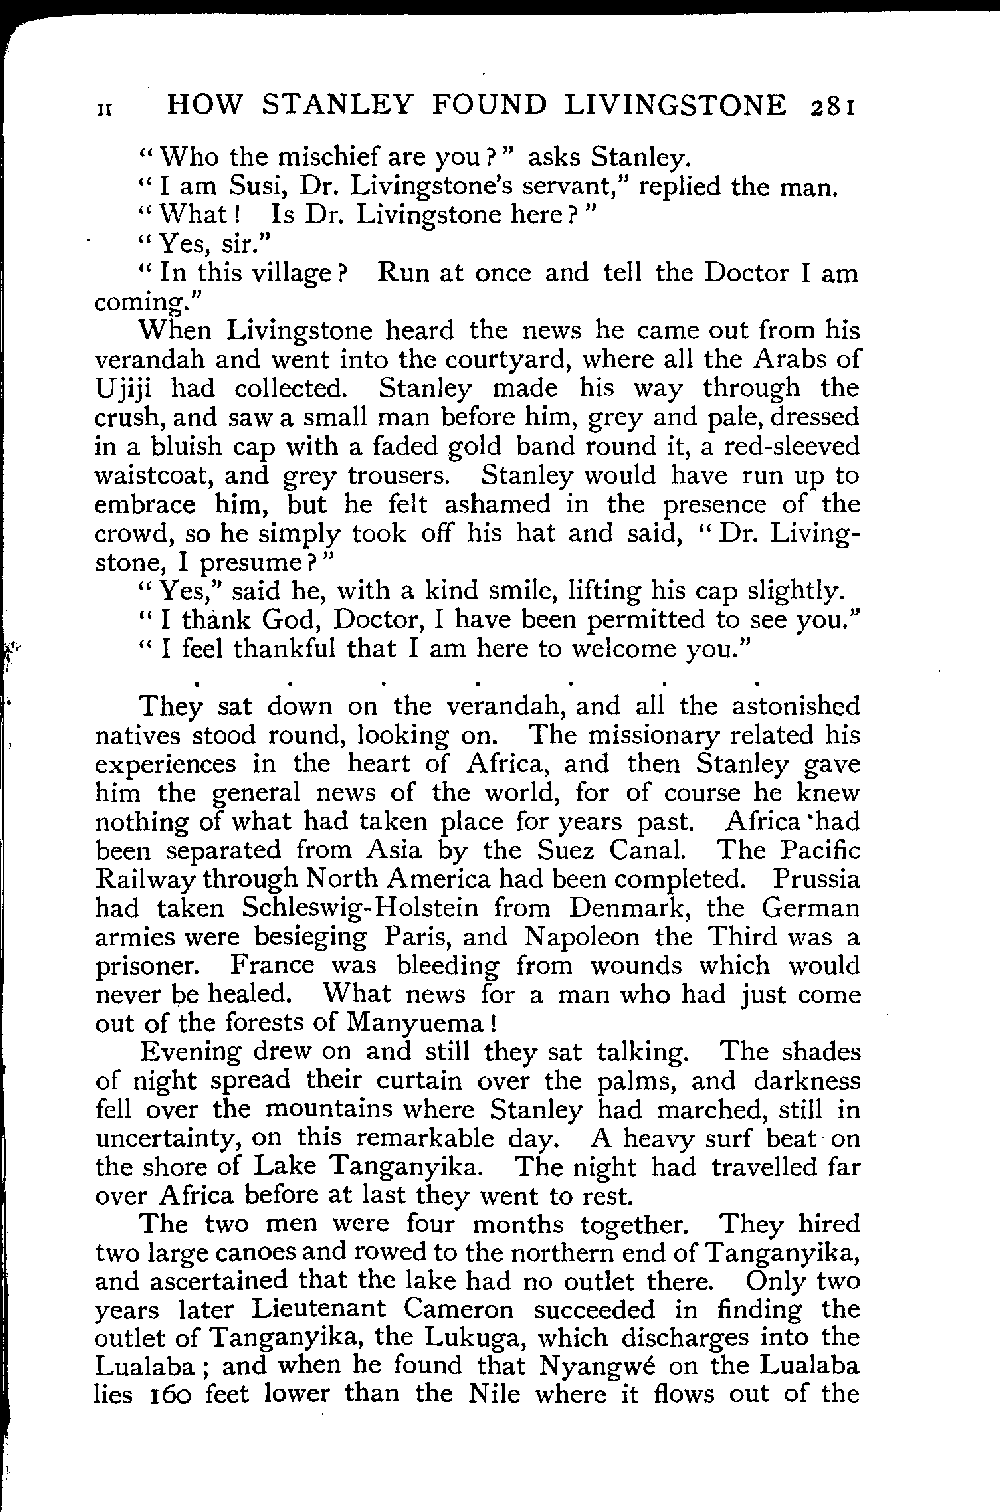 II HOW STANLEY FOUND LIVINGSTONE 281
“Who the mischief are you?” asks Stanley.
“I am Susi, Dr. Livingstone’s servant,” replied the man.
“What! Is Dr. Livingstone here?”
“Yes, sir.”
“In this village? Run at once and tell the Doctor I am
coming.”
When Livingstone heard the news he came out from his
verandah and went into the courtyard, where all the Arabs of
Ujiji had collected. Stanley made his way through the
crush, and saw a small man before him, grey and pale, dressed
in a bluish cap with a faded gold band round it, a red-sleeved
waistcoat, and grey trousers. Stanley would have run up to
embrace him, but he felt ashamed in the presence of the
crowd, so he simply took off his hat and said, “Dr. Living-
stone, I presume?”
“Yes,” said he, with a kind smile, lifting his cap slightly.
“I thank God, Doctor, I have been permitted to see you.”
“I feel thankful that I am here to welcome you.”
. . . . . . .
They sat down on the verandah, and all the astonished
natives stood round, looking on. The missionary related his
experiences in the heart of Africa, and then Stanley gave
him the general news of the world, for of course he knew
nothing of what had taken place for years past. Africa had
been separated from Asia by the Suez Canal. The Pacific
Railway through North America had been completed. Prussia
had taken Schleswig-Holstein from Denmark, the German
armies were besieging Paris, and Napoleon the Third was a
prisoner. France was bleeding from wounds which would
never be healed. What news for a man who had just come
out of the forests of Manyuema!
Evening drew on and still they sat talking. The shades
of night spread their curtain over the palms, and darkness
fell over the mountains where Stanley had marched, still in
uncertainty, on this remarkable day. A heavy surf beat on
the shore of Lake Tanganyika. The night had travelled far
over Africa before at last they went to rest.
The two men were four months together. They hired
two large canoes and rowed to the northern end of Tanganyika,
and ascertained that the lake had no outlet there. Only two
years later Lieutenant Cameron succeeded in finding the
outlet of Tanganyika, the Lukuga, which discharges into the
Lualaba; and when he found that Nyangwé on the Lualaba
lies 160 feet lower than the Nile where it flows out of the